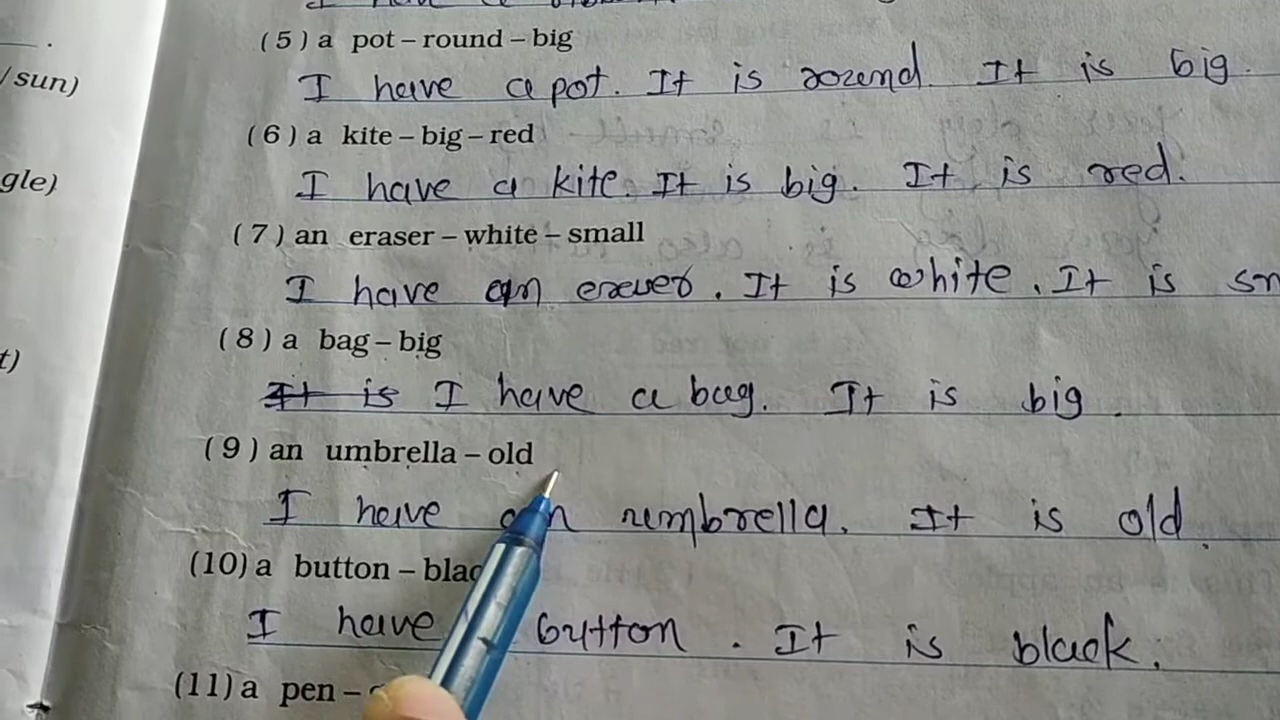 ___ .
/sun)
gle)
t)
(5) a pot – round – big
I have a pot. It is round. It is big.
(6) a kite – big – red
I have a kite. It is big. It is red.
(7) an eraser – white – small
I have an It is white. It is sm
(8) a bag – big
It is I have a bag. It is big.
(9) an umbrella – old
I have an umbrella. It is old.
(10) a button – blac
I have button. It is black.
(11) a pen –